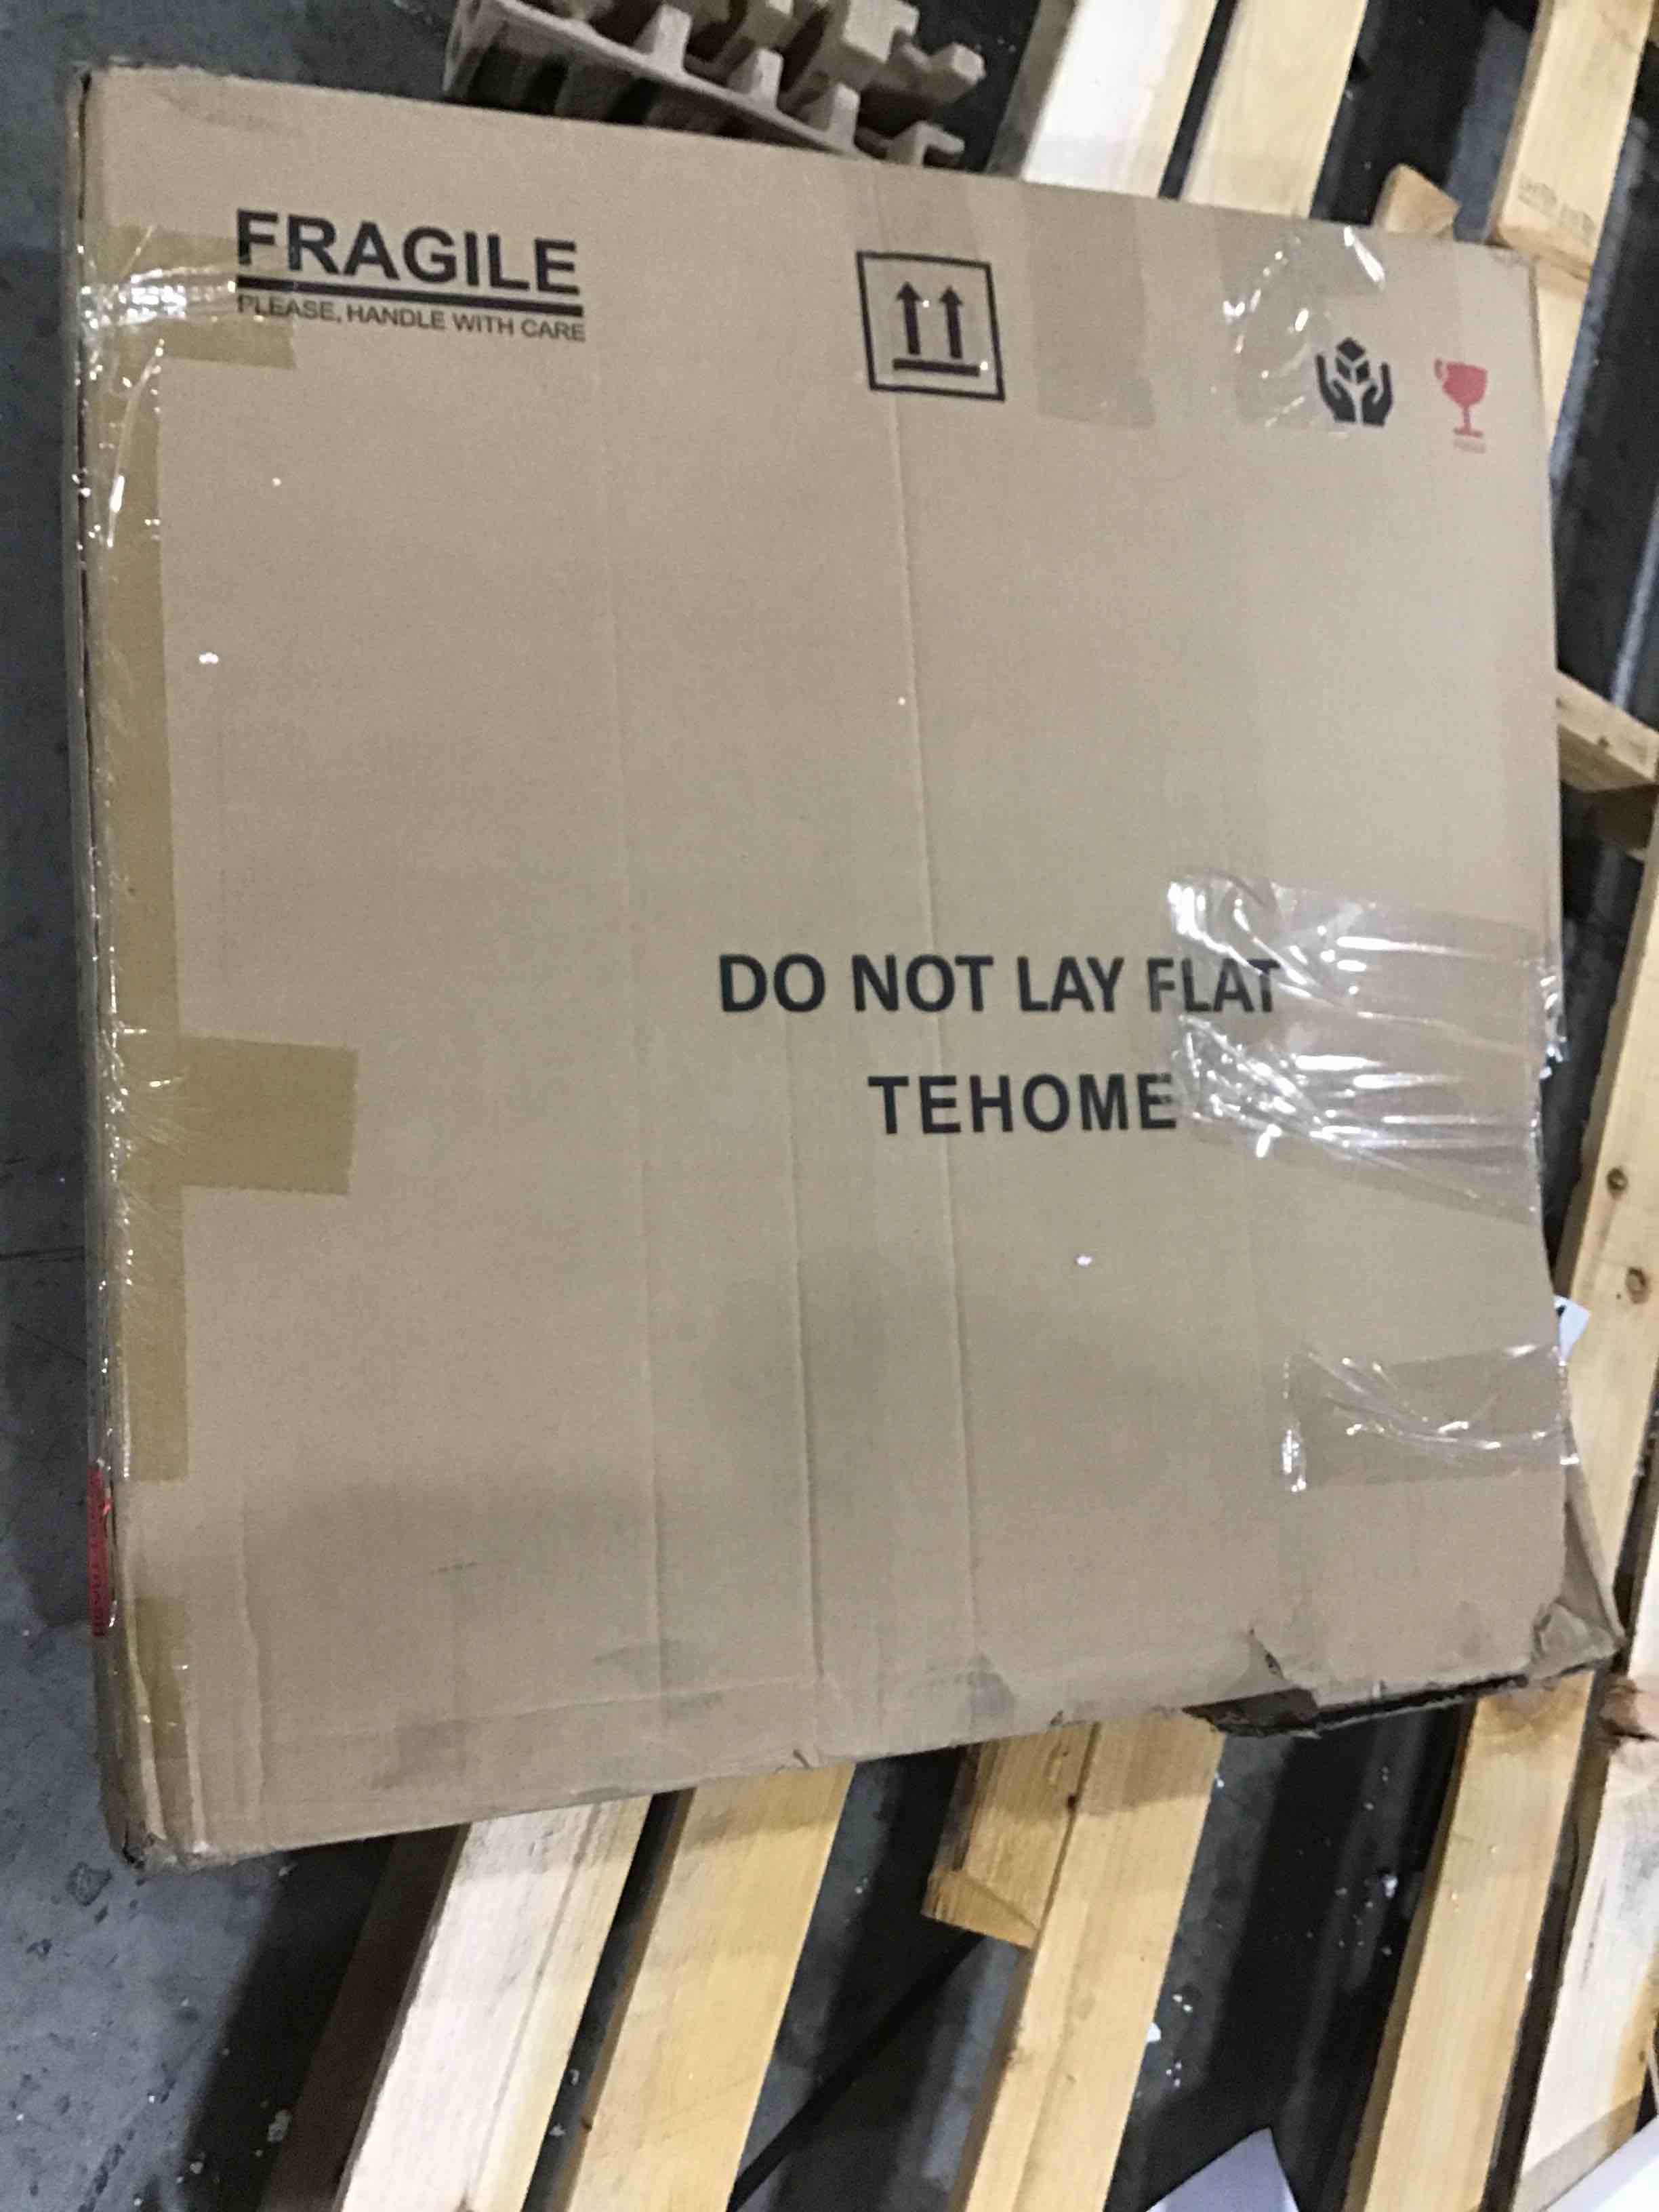 FRAGILE
PLEASE, HANDLE WITH CARE
DO NOT LAY FLAT
TEHOME